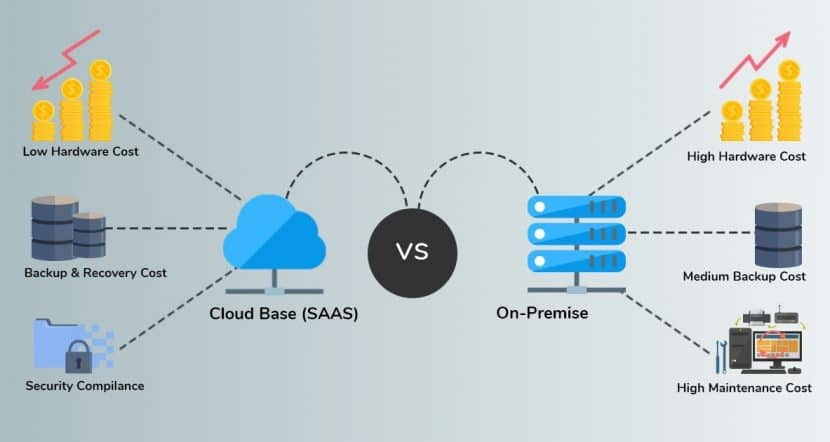 Low Hardware Cost
High Hardware Cost
VS
Backup & Recovery Cost
Medium Backup Cost
Cloud Base (SAAS)
On-Premise
Security Compilance
High Maintenance Cost